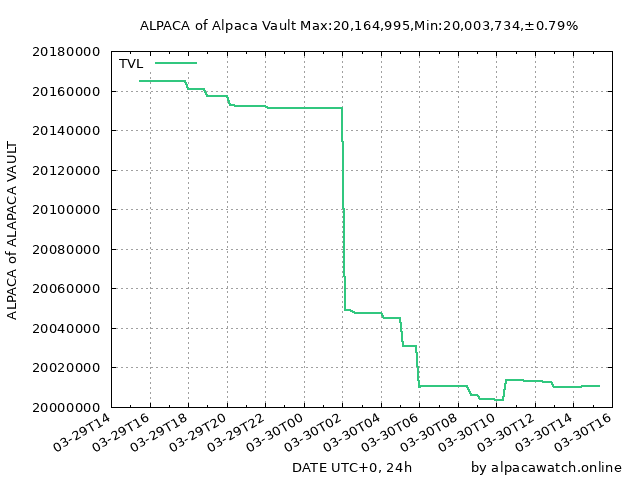 ALPACA of Alpaca Vault Max:20,164,995,Min:20,003,734,±0.79%
TVL
20180000
20160000
20140000
20120000
20100000
20080000
20060000
20040000
20020000
20000000
ALPACA of ALAPACA VAULT
03-29T14
03-29T16
03-29T18
03-29T20
03-29T22
03-30T00
03-30T02
03-30T04
03-30T06
03-30T08
03-30T10
03-30T12
03-30T14
03-30T16
DATE UTC+0, 24h
by alpacawatch.online